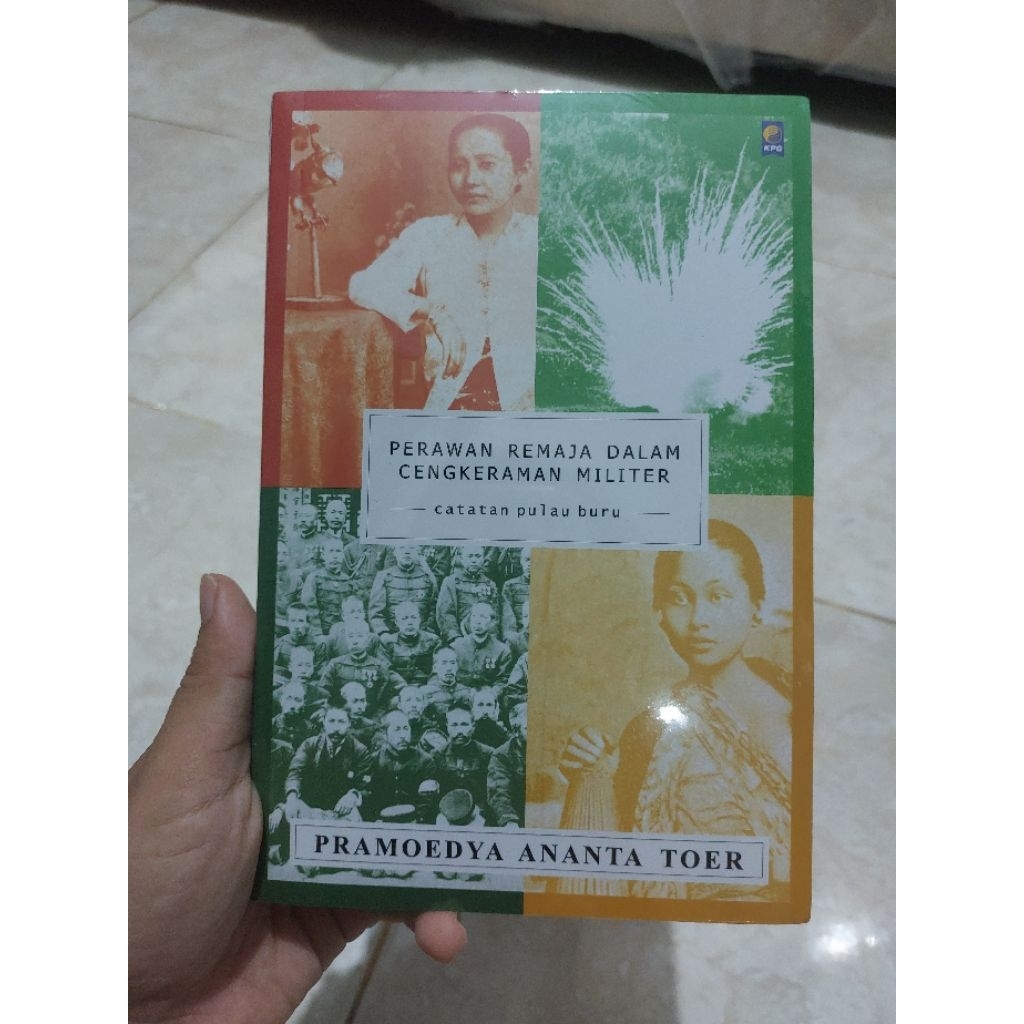 KPG
PERAWAN REMAJA DALAM
CENGKERAMAN MILITER
catatan pulau buru
PRAMOEDYA ANANTA TOER